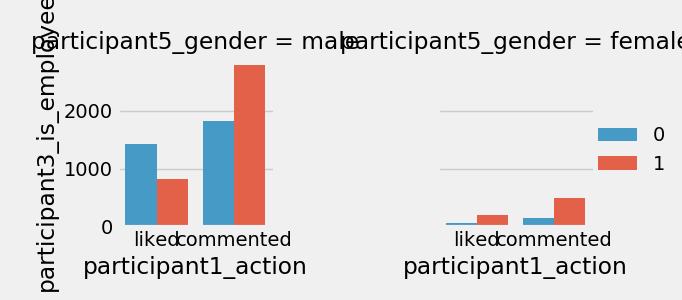 participant5_gender = male
participant5_gender = female
participant3_is_employee
2000
1000
0
liked
commented
liked
commented
participant1_action
participant1_action
0
1